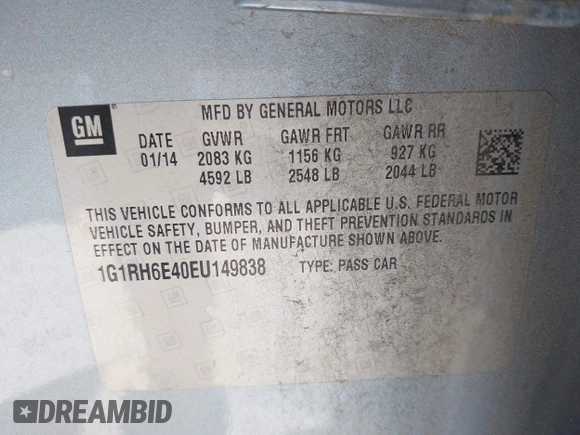 GM
MFD BY GENERAL MOTORS LLC
DATE GVWR GAWR FRT GAWR RR
01/14 2083 KG 1156 KG 927 KG
4592 LB 2548 LB 2044 LB
THIS VEHICLE CONFORMS TO ALL APPLICABLE U.S. FEDERAL MOTOR
VEHICLE SAFETY, BUMPER, AND THEFT PREVENTION STANDARDS IN
EFFECT ON THE DATE OF MANUFACTURE SHOWN ABOVE.
1G1RH6E40EU149838 TYPE: PASS CAR
DREAMBID